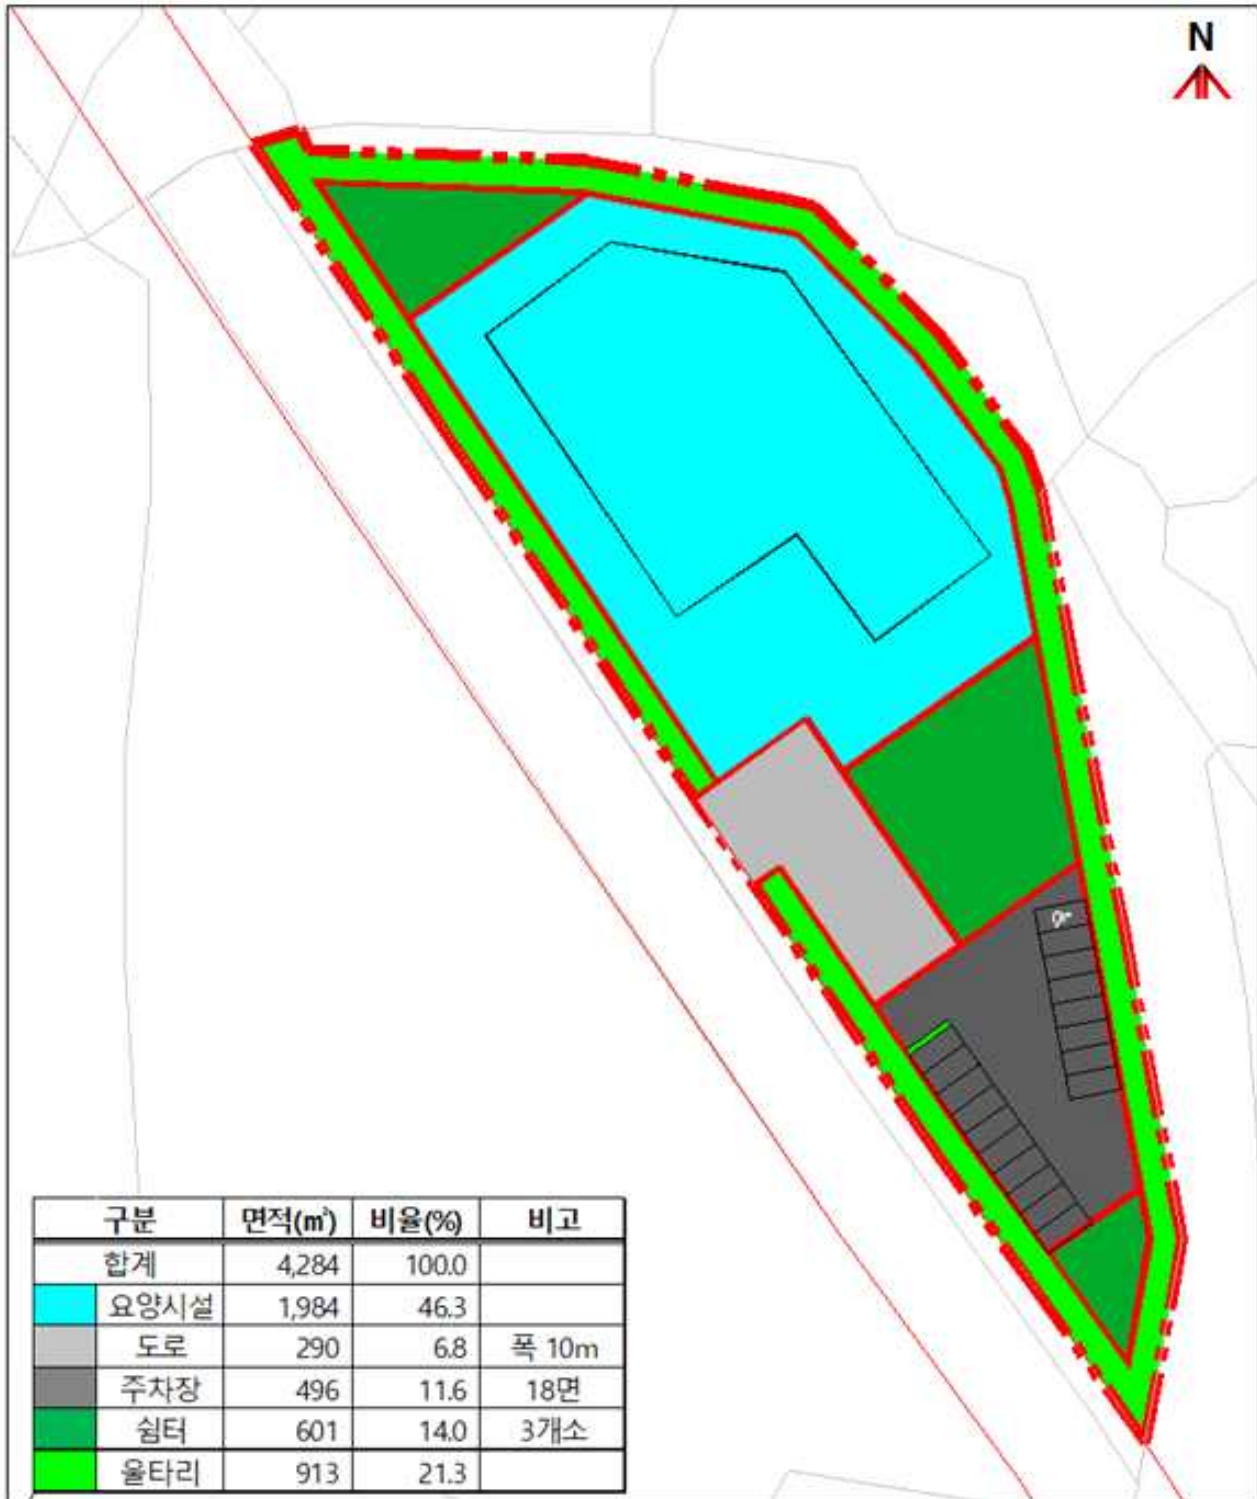 N
구분 면적(㎡) 비율(%) 비고
합계 4,284 100.0
요양시설 1,984 46.3
도로 290 6.8 폭 10m
주차장 496 11.6 18면
쉼터 601 14.0 3개소
울타리 913 21.3